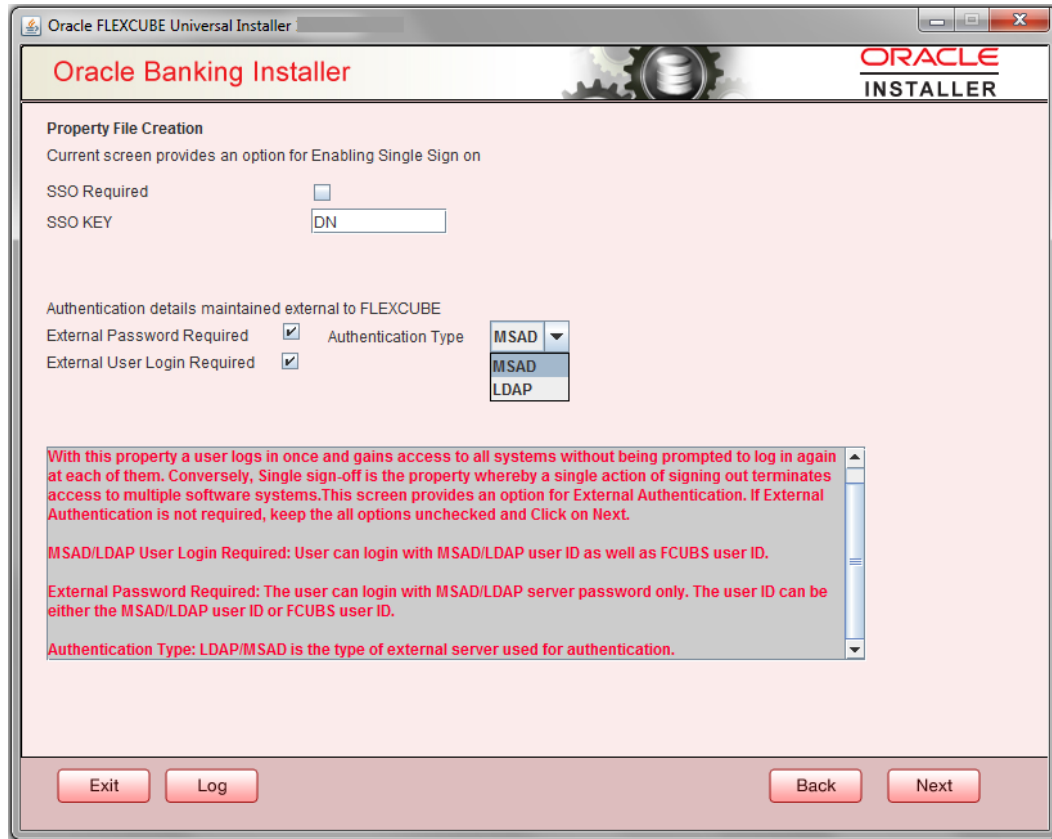 Oracle FLEXCUBE Universal Installer
Oracle Banking Installer
ORACLE
INSTALLER
Property File Creation
Current screen provides an option for Enabling Single Sign on
SSO Required
SSO KEY
DN
Authentication details maintained external to FLEXCUBE
External Password Required
Authentication Type
MSAD
External User Login Required
MSAD
LDAP
With this property a user logs in once and gains access to all systems without being prompted to log in again
at each of them. Conversely, Single sign-off is the property whereby a single action of signing out terminates
access to multiple software systems.This screen provides an option for External Authentication. If External
Authentication is not required, keep the all options unchecked and Click on Next.
MSAD/LDAP User Login Required: User can login with MSAD/LDAP user ID as well as FCUBS user ID.
External Password Required: The user can login with MSAD/LDAP server password only. The user ID can be
either the MSAD/LDAP user ID or FCUBS user ID.
Authentication Type: LDAP/MSAD is the type of external server used for authentication.
Exit
Log
Back
Next